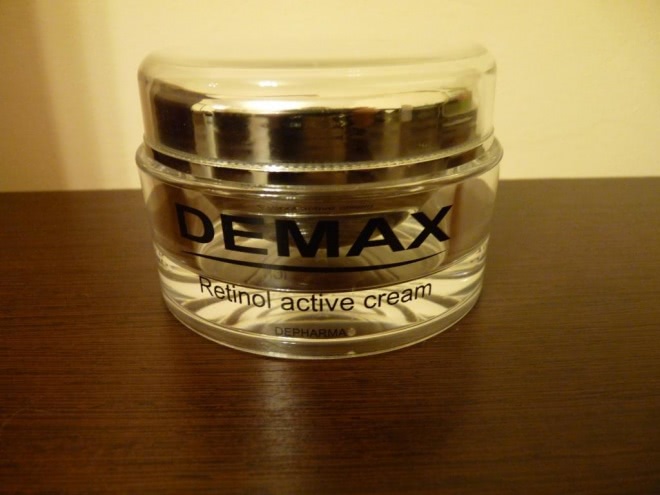 DEMAX
Retinol active cream
DEPHARMA